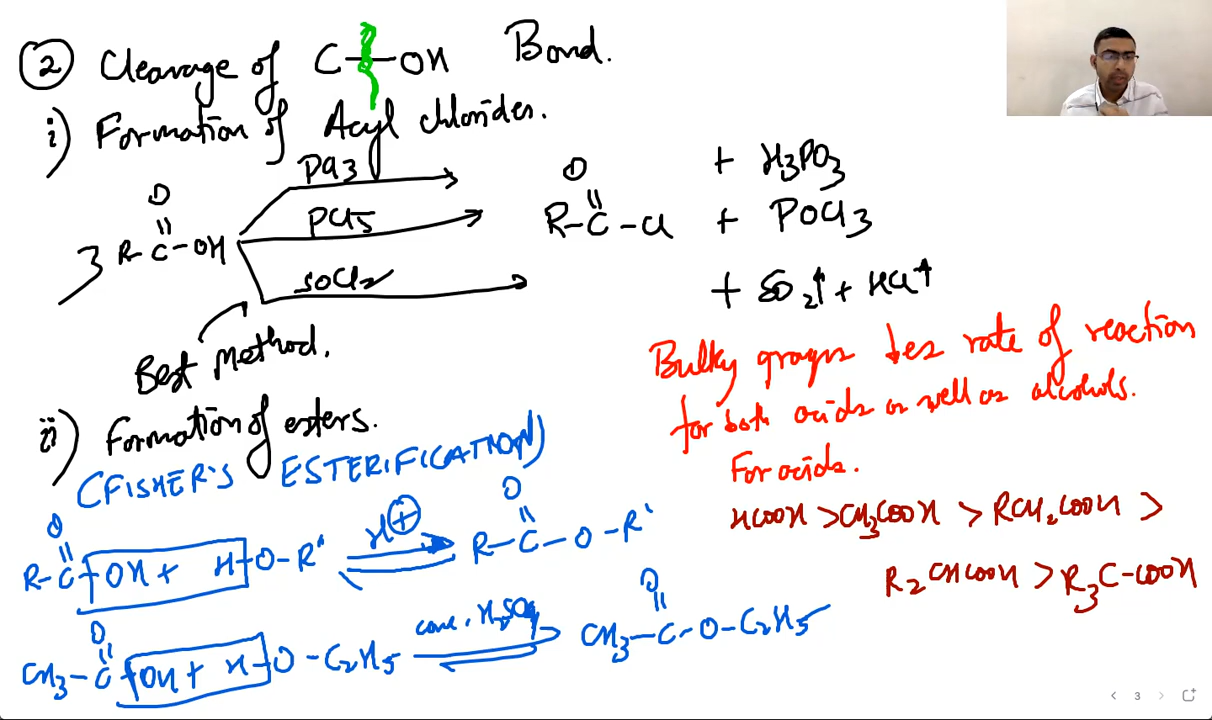 ② Cleavage of C–OH Bond.
i) Formation of Acyl chlorides.
PCl3 + H3PO3
O O
3 R–C–OH PCl5 R–C–Cl + POCl3
SOCl2 + SO2↑ + HCl↑
Best Method.
Bulky groups ↓es rate of reaction
for both acids as well as alcohols.
For acids.
HCOOH > CH3COOH > RCH2COOH >
R2CHCOOH > R3C–COOH
ii) Formation of esters.
(FISHER'S ESTERIFICATION)
O H⊕ O
R–C–OH + H–O–R' ⇌ R–C–O–R'
O conc. H2SO4 O
CH3–C–OH + H–O–C2H5 ⇌ CH3–C–O–C2H5
3